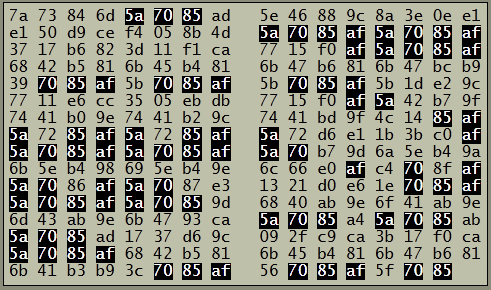 7a 73 84 6d 5a 70 85 ad 5e 46 88 9c 8a 3e 0e e1
e1 50 d9 ce f4 05 8b 4d 5a 70 85 af 5a 70 85 af
37 17 b6 82 3d 11 f1 ca 77 15 f0 af 5a 70 85 af
68 42 b5 81 6b 45 b4 81 6b 47 b6 81 6b 47 bc b9
39 70 85 af 5b 70 85 af 5b 70 85 af 5b 1d e2 9c
77 11 e6 cc 35 05 eb db 77 15 f0 af 5a 42 b7 9f
74 41 b0 9e 74 41 b2 9c 74 41 bd 9f 4c 14 85 af
5a 72 85 af 5a 72 85 af 5a 72 d6 e1 1b 3b c0 af
5a 70 85 af 5a 70 85 af 5a 70 b7 9d 6a 5e b4 9a
6b 5e b4 98 69 5e b4 9e 6c 66 e0 af c4 70 8f af
5a 70 86 af 5a 70 87 e3 13 21 d0 e6 1e 70 85 af
5a 70 85 af 5a 70 85 9d 68 40 ab 9e 6f 41 ab 9e
6d 43 ab 9e 6b 47 93 ca 5a 70 85 a4 5a 70 85 ab
5a 70 85 ad 17 37 d6 9c 09 2f c9 ca 3b 17 f0 ca
5a 70 85 af 68 42 b5 81 6b 45 b4 81 6b 47 b6 81
6b 41 b3 b9 3c 70 85 af 56 70 85 af 5f 70 85